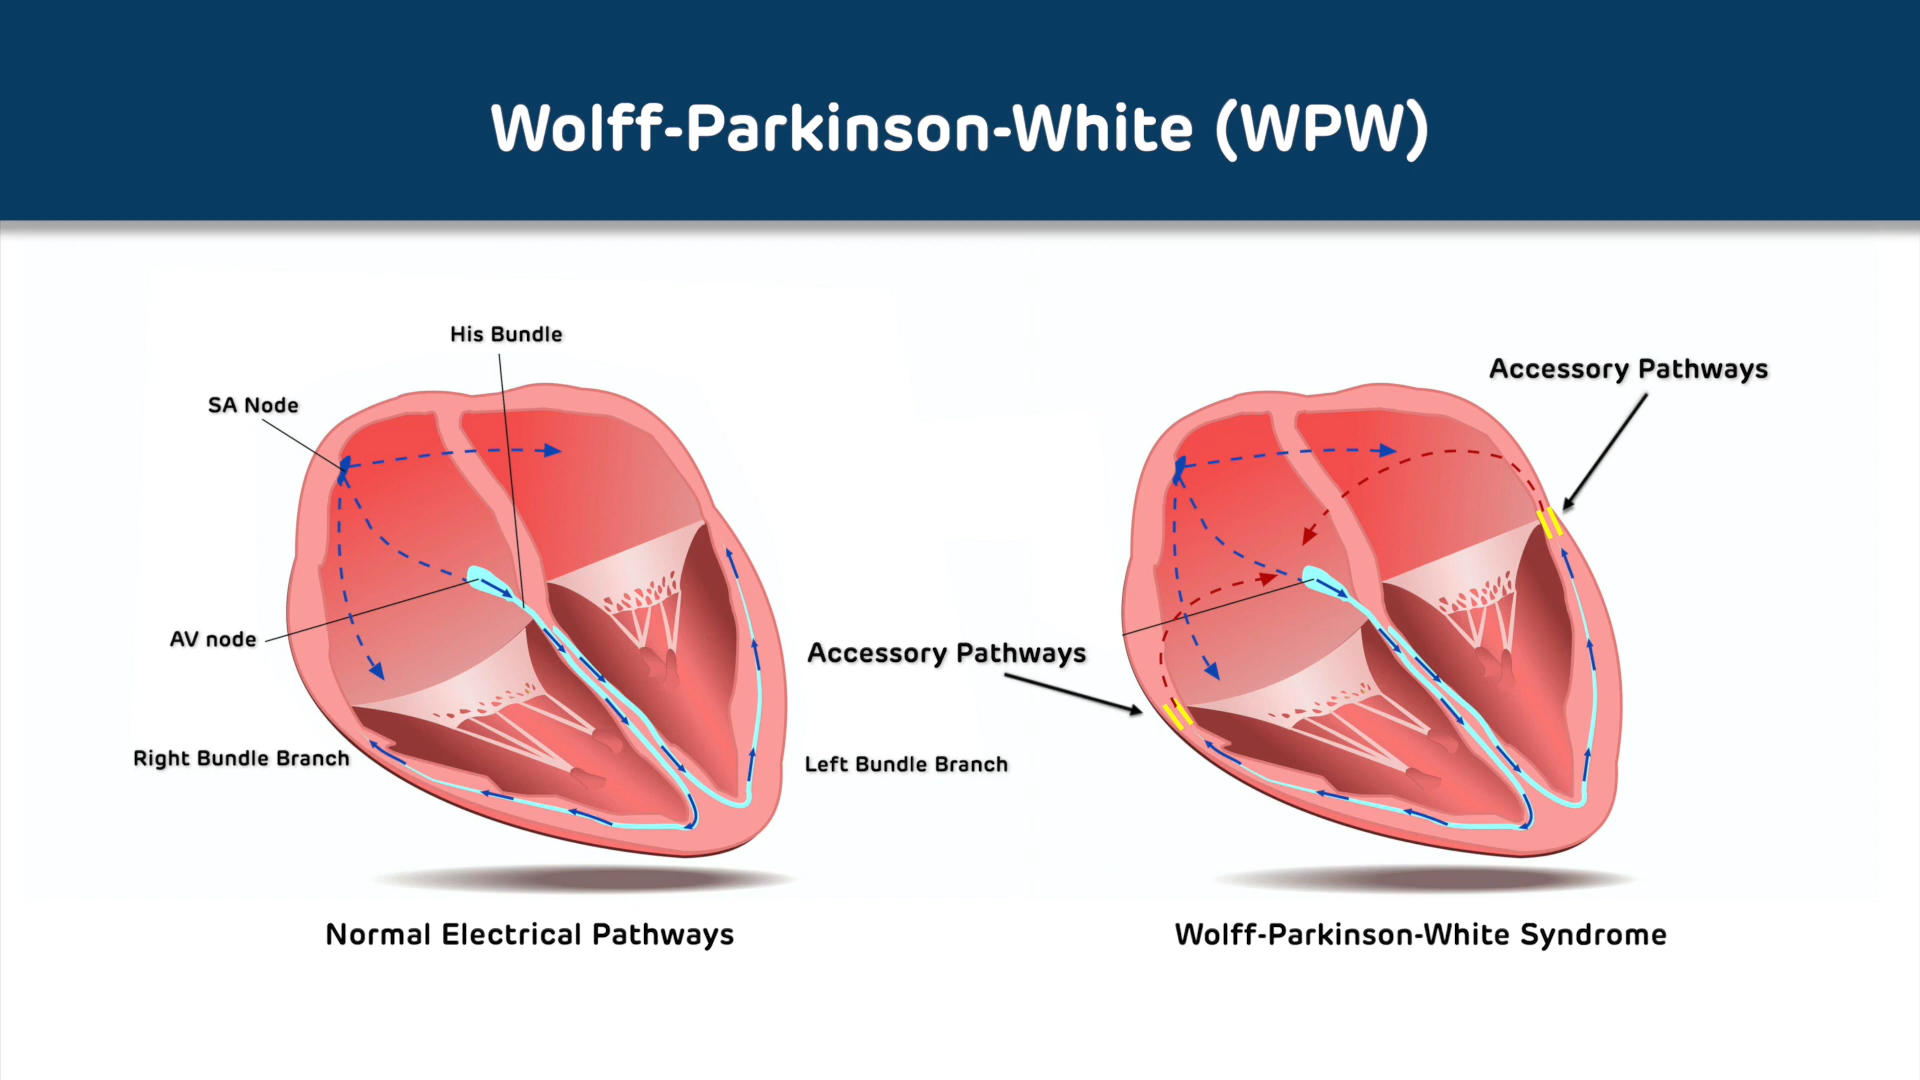 Wolff-Parkinson-White (WPW)
His Bundle
SA Node
AV node
Right Bundle Branch
Left Bundle Branch
Normal Electrical Pathways
Accessory Pathways
Accessory Pathways
Wolff-Parkinson-White Syndrome